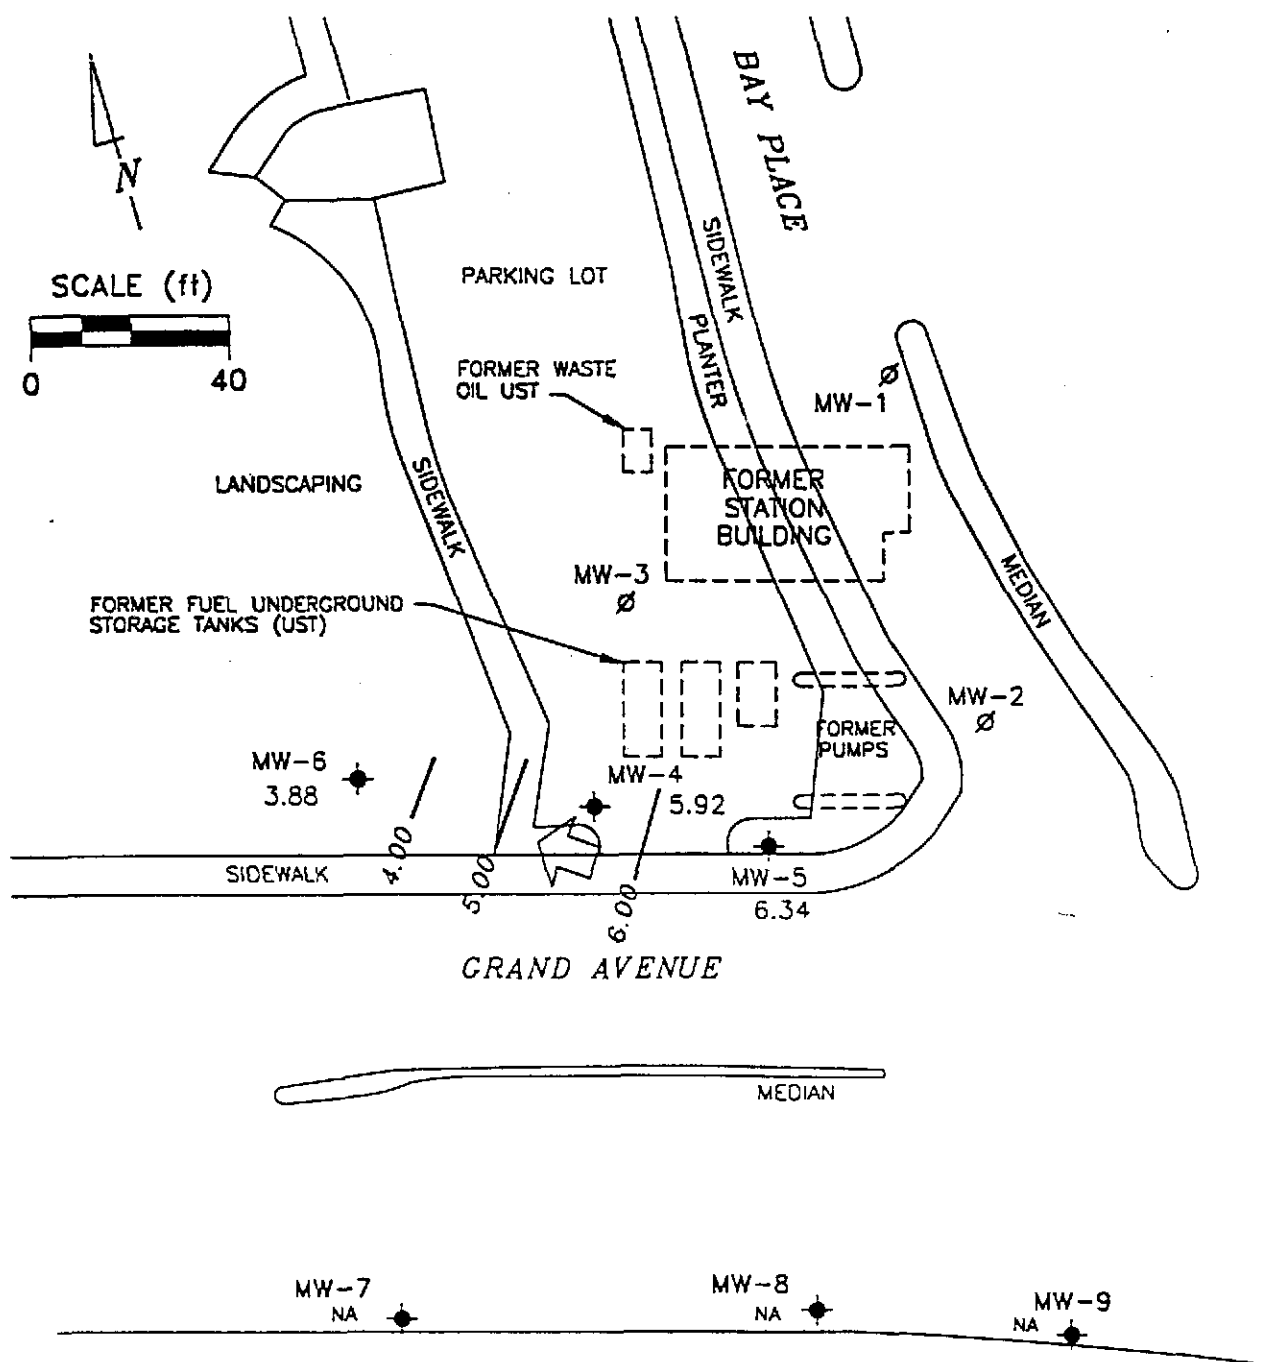 BAY PLACE
N
SCALE (ft)
0 40
PARKING LOT
SIDEWALK
PLANTER
FORMER WASTE
OIL UST
MW-1
LANDSCAPING
SIDEWALK
FORMER
STATION
BUILDING
MEDIAN
MW-3
FORMER FUEL UNDERGROUND
STORAGE TANKS (UST)
MW-2
FORMER
PUMPS
MW-6
3.88
MW-4
5.92
4.00
5.00
6.00
SIDEWALK
MW-5
6.34
GRAND AVENUE
MEDIAN
MW-7
NA
MW-8
NA
MW-9
NA